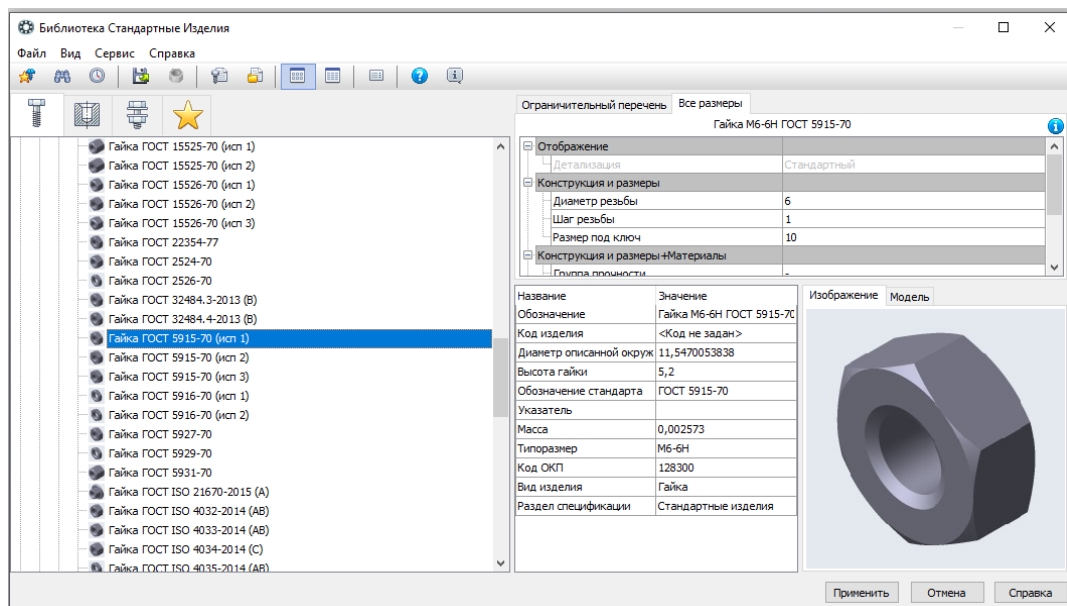 Библиотека Стандартные Изделия
Файл Вид Сервис Справка
Ограничительный перечень Все размеры
Гайка М6-6Н ГОСТ 5915-70
Отображение
Детализация Стандартный
Конструкция и размеры
Диаметр резьбы 6
Шаг резьбы 1
Размер под ключ 10
Конструкция и размеры+Материалы
Группа прочности -
Гайка ГОСТ 15525-70 (исп 1)
Гайка ГОСТ 15525-70 (исп 2)
Гайка ГОСТ 15526-70 (исп 1)
Гайка ГОСТ 15526-70 (исп 2)
Гайка ГОСТ 15526-70 (исп 3)
Гайка ГОСТ 22354-77
Гайка ГОСТ 2524-70
Гайка ГОСТ 2526-70
Гайка ГОСТ 32484.3-2013 (B)
Гайка ГОСТ 32484.4-2013 (B)
Гайка ГОСТ 5915-70 (исп 1)
Гайка ГОСТ 5915-70 (исп 2)
Гайка ГОСТ 5915-70 (исп 3)
Гайка ГОСТ 5916-70 (исп 1)
Гайка ГОСТ 5916-70 (исп 2)
Гайка ГОСТ 5927-70
Гайка ГОСТ 5929-70
Гайка ГОСТ 5931-70
Гайка ГОСТ ISO 21670-2015 (A)
Гайка ГОСТ ISO 4032-2014 (AB)
Гайка ГОСТ ISO 4033-2014 (AB)
Гайка ГОСТ ISO 4034-2014 (C)
Гайка ГОСТ ISO 4035-2014 (AB)
Название Значение
Обозначение Гайка М6-6Н ГОСТ 5915-70
Код изделия <Код не задан>
Диаметр описанной окруж 11,5470053838
Высота гайки 5,2
Обозначение стандарта ГОСТ 5915-70
Указатель
Масса 0,002573
Типоразмер М6-6Н
Код ОКП 128300
Вид изделия Гайка
Раздел спецификации Стандартные изделия
Изображение Модель
Применить Отмена Справка